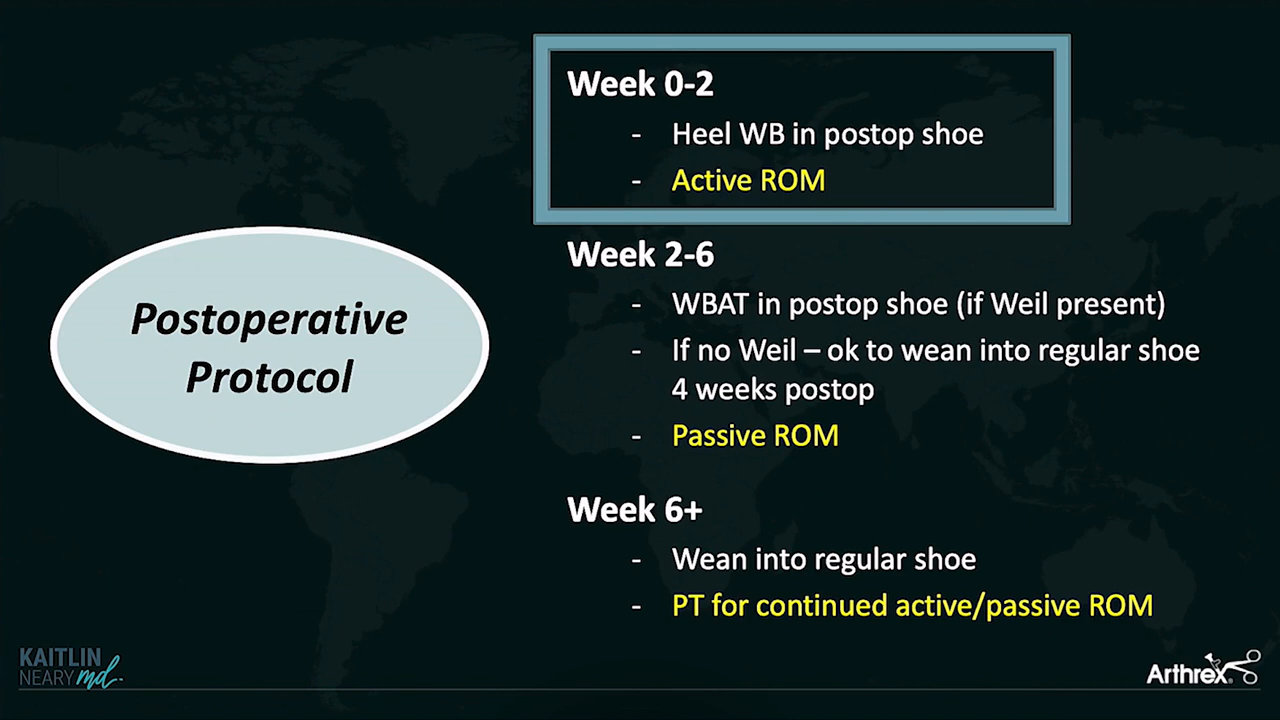 Week 0-2
- Heel WB in postop shoe
- Active ROM
Week 2-6
- WBAT in postop shoe (if Weil present)
- If no Weil – ok to wean into regular shoe
4 weeks postop
- Passive ROM
Week 6+
- Wean into regular shoe
- PT for continued active/passive ROM
Postoperative
Protocol
KAITLIN
NEARY md
Arthrex®